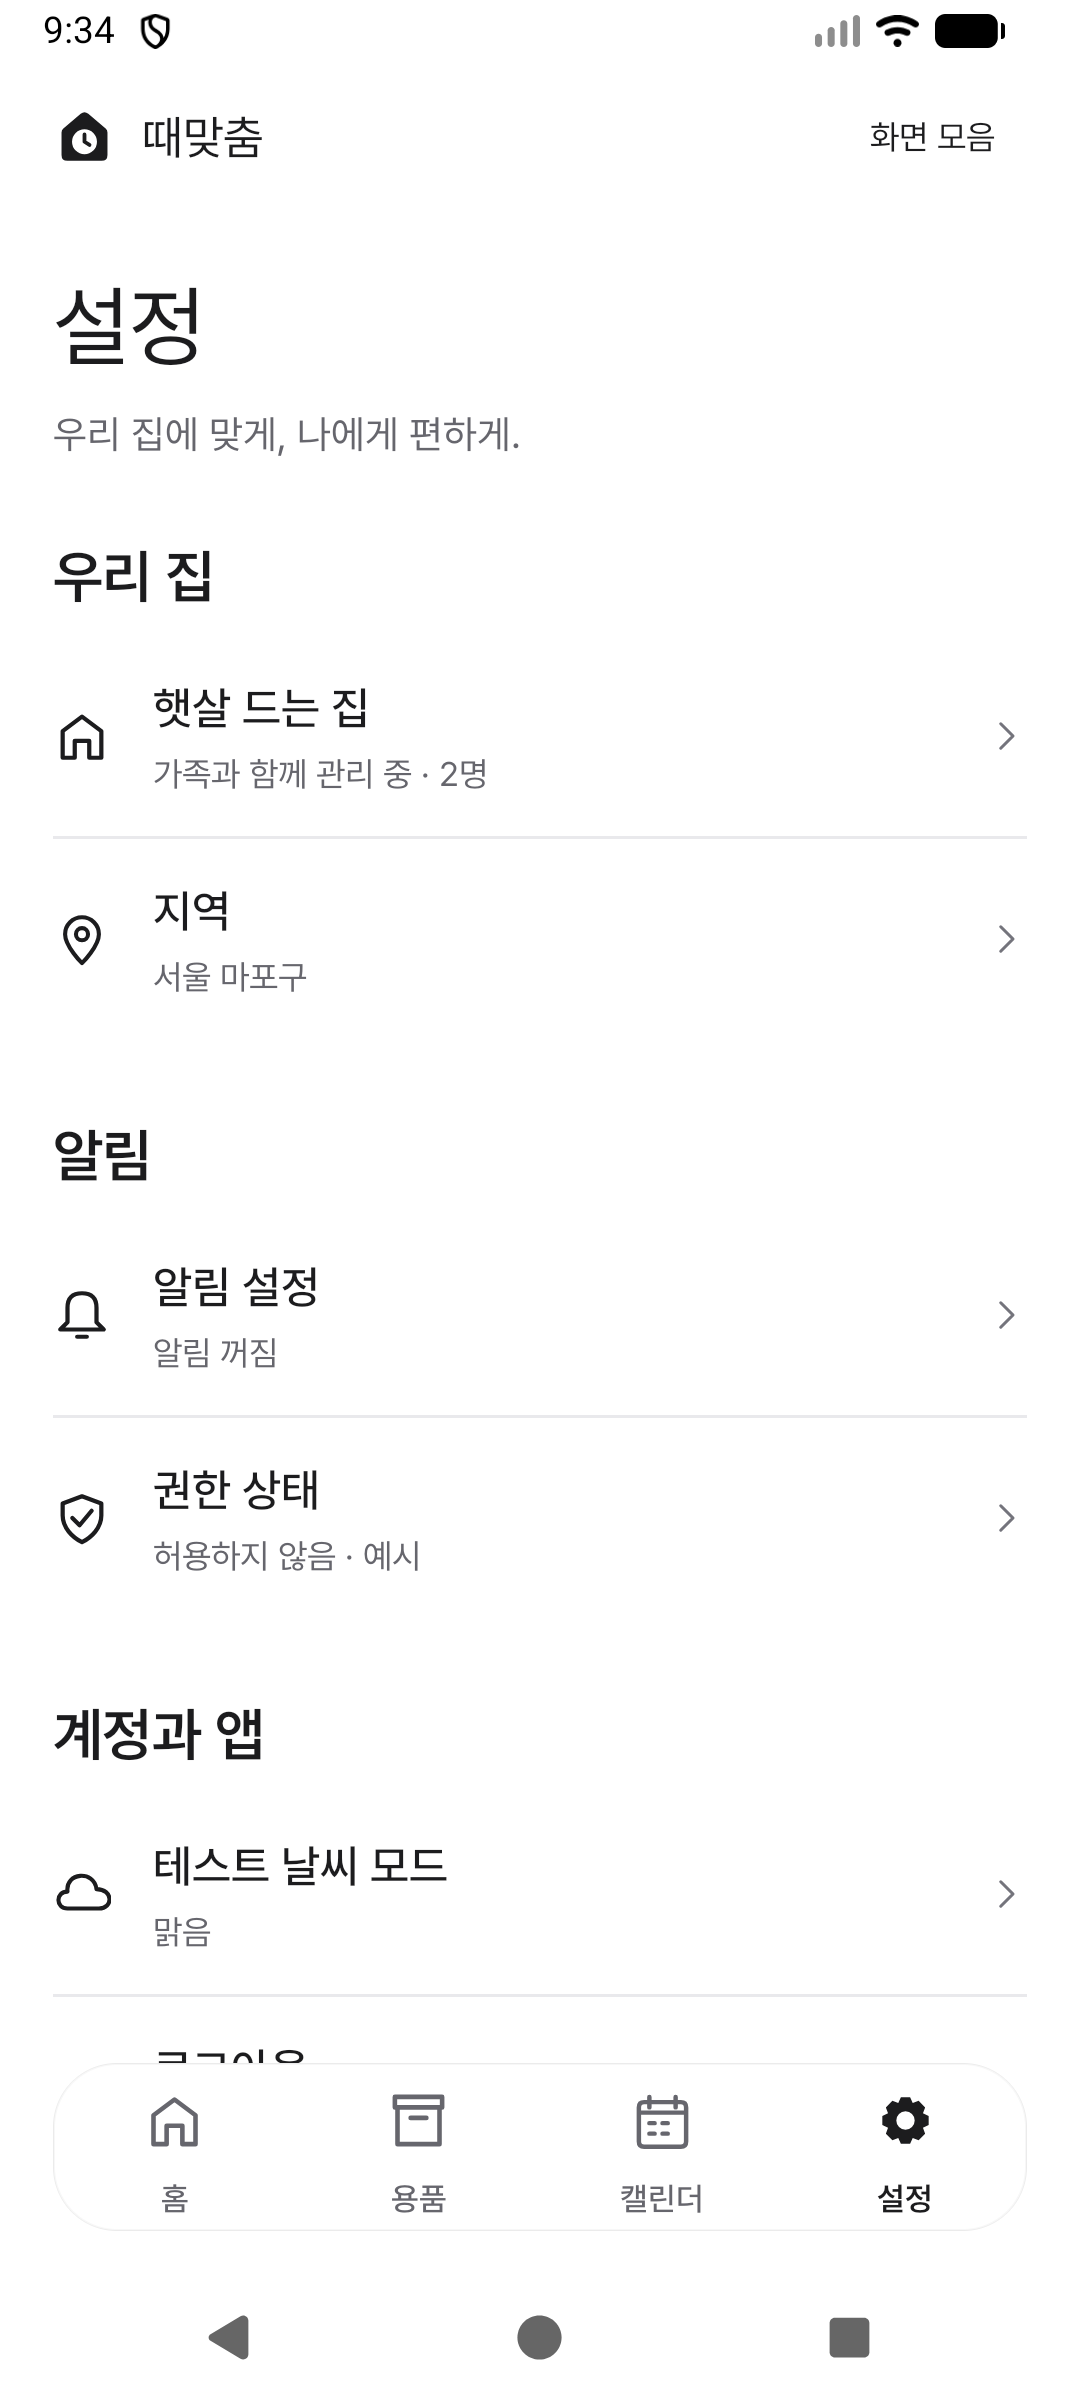 9:34
때맞춤
화면 모음
설정
우리 집에 맞게, 나에게 편하게.
우리 집
햇살 드는 집
가족과 함께 관리 중 · 2명
지역
서울 마포구
알림
알림 설정
알림 꺼짐
권한 상태
허용하지 않음 · 예시
계정과 앱
테스트 날씨 모드
맑음
홈
용품
캘린더
설정